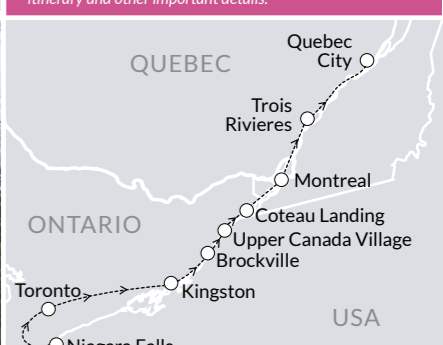 itinerary and other important details.
Quebec
City
QUEBEC
Trois
Rivieres
Montreal
Coteau Landing
ONTARIO
Upper Canada Village
Brockville
Kingston
Toronto
USA
Niagara Falls